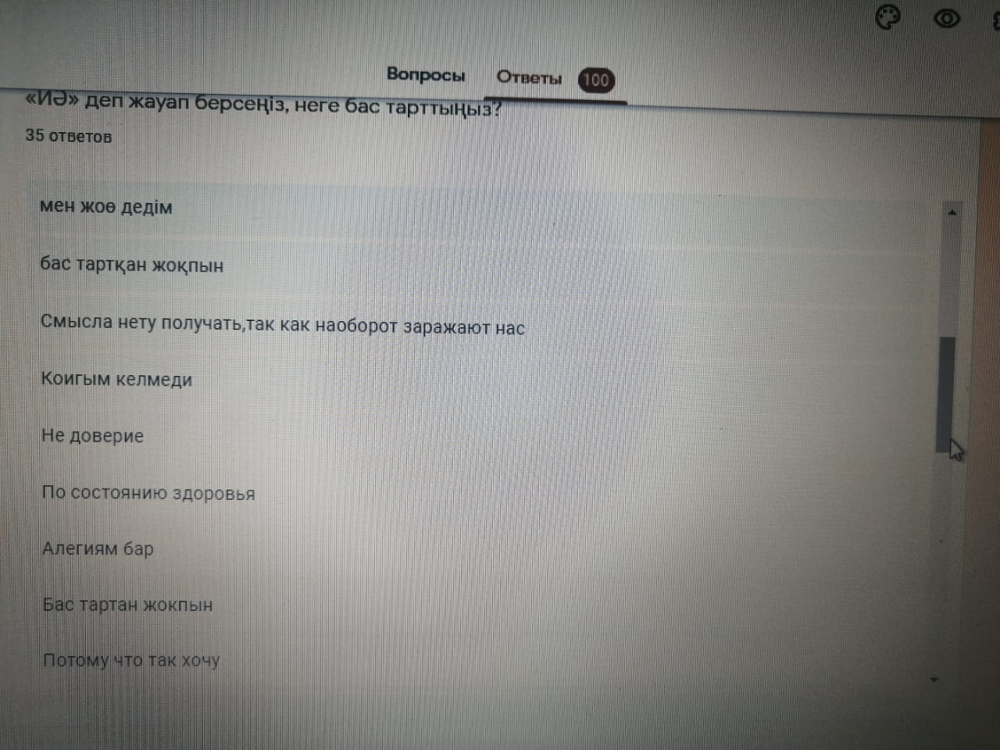 Вопросы
Ответы 100
«ИӘ» деп жауап берсеңіз, неге бас тарттыңыз?
35 ответов
мен жоө дедім
бас тартқан жоқпын
Смысла нету получать,так как наоборот заражают нас
Коигым келмеди
Не доверие
По состоянию здоровья
Алегиям бар
Бас тартан жокпын
Потому что так хочу